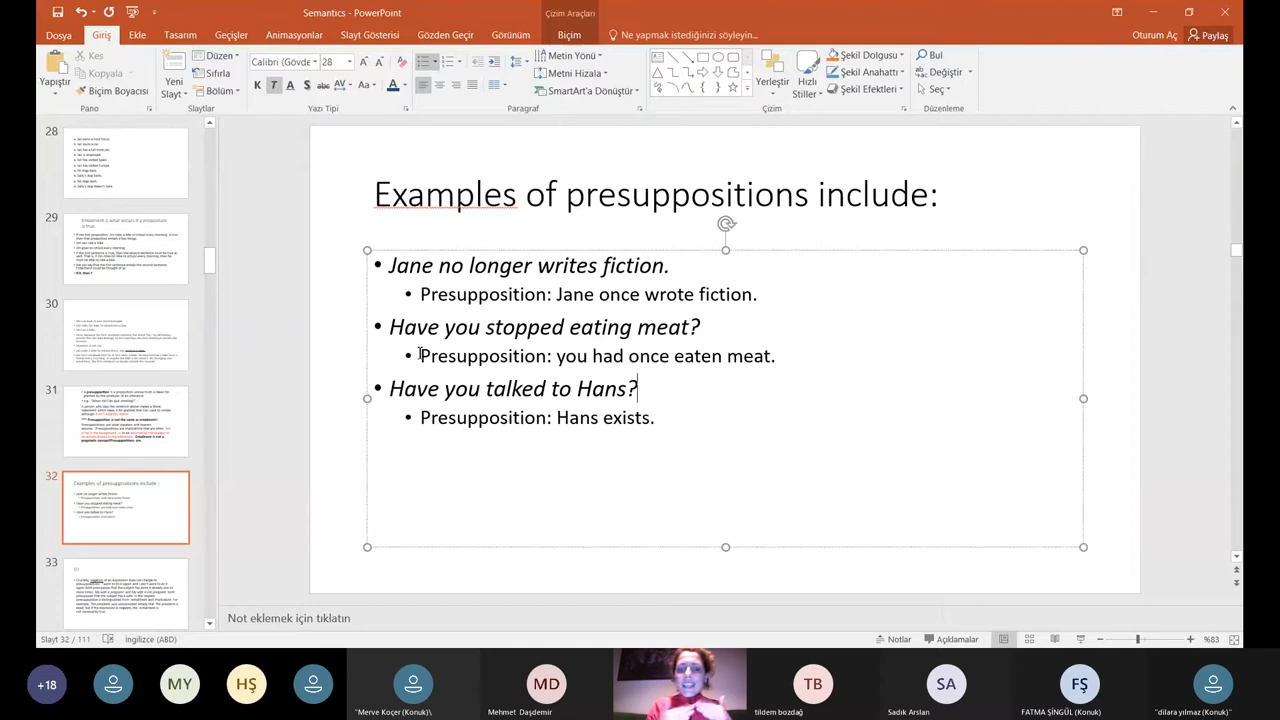 Semantics - PowerPoint
Çizim Araçları
Dosya
Giriş
Ekle
Tasarım
Geçişler
Animasyonlar
Slayt Gösterisi
Gözden Geçir
Görünüm
Biçim
Ne yapmak istediğinizi söyleyin...
Oturum Aç
Paylaş
Yapıştır
Kes
Kopyala
Biçim Boyacısı
Pano
Yeni
Slayt
Düzen
Sıfırla
Bölüm
Slaytlar
Calibri (Gövde
28
K
T
A
S
abc
AV
Aa
A
Yazı Tipi
Metin Yönü
Metni Hizala
SmartArt'a Dönüştür
Paragraf
Yerleştir
Hızlı
Stiller
Şekil Dolgusu
Şekil Anahattı
Şekil Efektleri
Çizim
Bul
Değiştir
Seç
Düzenleme
28
29
30
31
32
33
Examples of presuppositions include:
• Jane no longer writes fiction.
• Presupposition: Jane once wrote fiction.
• Have you stopped eating meat?
• Presupposition: you had once eaten meat.
• Have you talked to Hans?
• Presupposition: Hans exists.
Not eklemek için tıklatın
Slayt 32 / 111
İngilizce (ABD)
Notlar
Açıklamalar
%83
+18
MY
HŞ
MD
TB
SA
FŞ
"Merve Koçer (Konuk)\
Mehmet Daşdemir
tildem bozdağ
Sadık Arslan
FATMA ŞİNGÜL (Konuk)
"dilara yılmaz (Konuk)